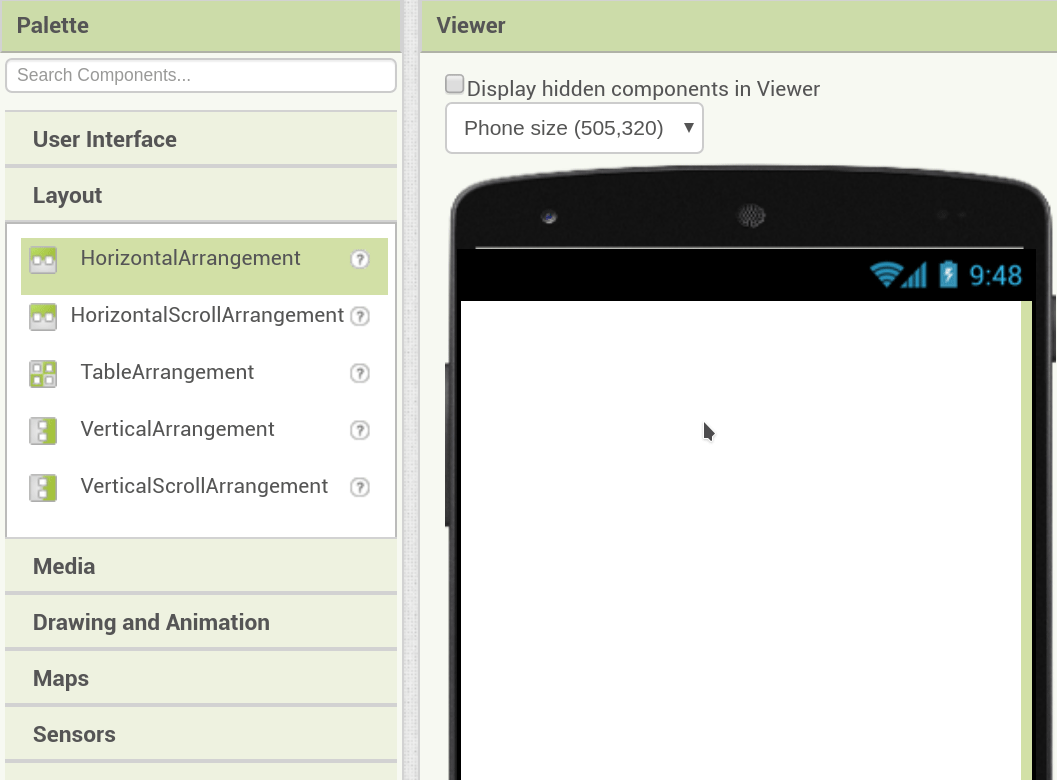 Palette
Search Components...
User Interface
Layout
HorizontalArrangement ?
HorizontalScrollArrangement ?
TableArrangement ?
VerticalArrangement ?
VerticalScrollArrangement ?
Media
Drawing and Animation
Maps
Sensors
Viewer
Display hidden components in Viewer
Phone size (505,320)
9:48